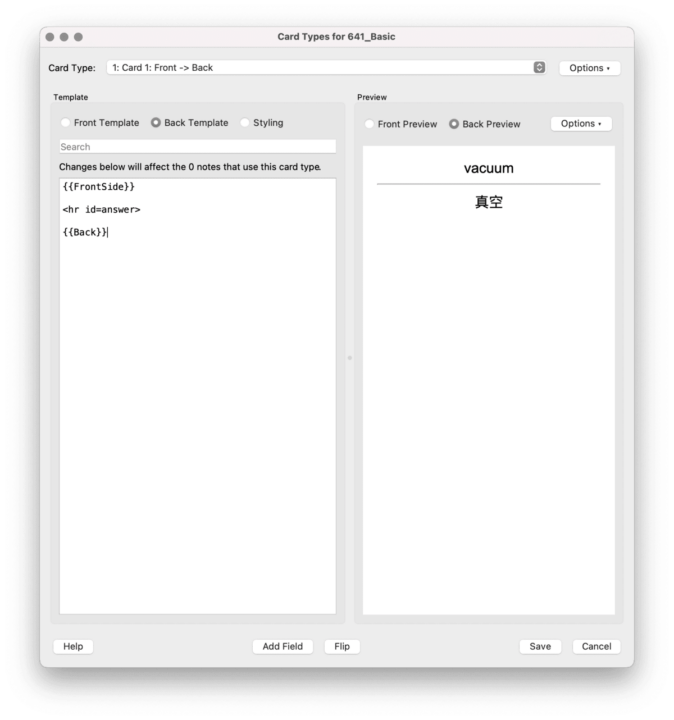 Card Types for 641_Basic
Card Type: 1: Card 1: Front -> Back Options
Template
Front Template Back Template Styling
Search
Changes below will affect the 0 notes that use this card type.
{{FrontSide}}
<hr id=answer>
{{Back}}
Preview
Front Preview Back Preview Options
vacuum
真空
Help Add Field Flip Save Cancel